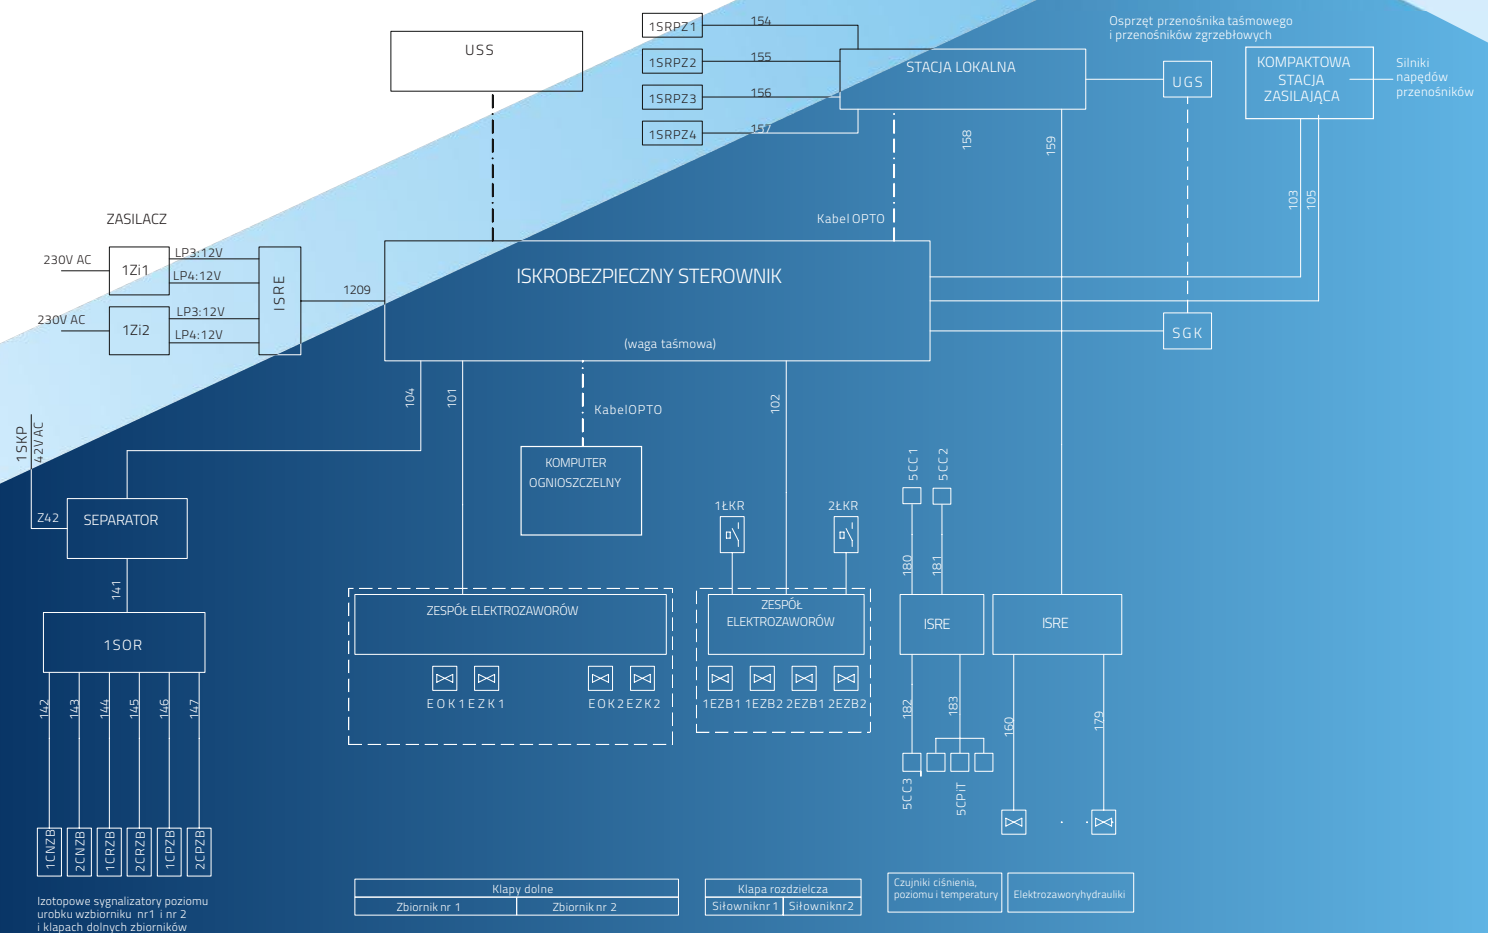 USS
1SRPZ1
154
1SRPZ2
155
1SRPZ3
156
1SRPZ4
157
STACJA LOKALNA
Osprzęt przenośnika taśmowego
i przenośników zgrzebłowych
UGS
KOMPAKTOWA
STACJA
ZASILAJĄCA
Silniki
napędów
przenośników
158
159
103
105
Kabel OPTO
ZASILACZ
230V AC
1Zi1
LP3:12V
LP4:12V
230V AC
1Zi2
LP3:12V
LP4:12V
ISRE
1209
ISKROBEZPIECZNY STEROWNIK
(waga taśmowa)
SGK
104
101
KabelOPTO
102
1SKP
42V AC
Z42
SEPARATOR
KOMPUTER
OGNIOSZCZELNY
1ŁKR
2ŁKR
5CC1
5CC2
180
181
141
1SOR
ZESPÓŁ ELEKTROZAWORÓW
ZESPÓŁ
ELEKTROZAWORÓW
ISRE
ISRE
EOK1EZK1
EOK2EZK2
1EZB1 1EZB2 2EZB1 2EZB2
142
143
144
145
146
147
182
183
160
179
5CC3
5CPiT
1CNZB
2CNZB
1CRZB
2CRZB
1CPZB
2CPZB
Izotopowe sygnalizatory poziomu
urobku wzbiorniku nr1 i nr 2
i klapach dolnych zbiorników
Klapy dolne
Zbiornik nr 1
Zbiornik nr 2
Klapa rozdzielcza
Siłowniknr1
Siłowniknr2
Czujniki ciśnienia,
poziomu i temperatury
Elektrozaworyhydrauliki